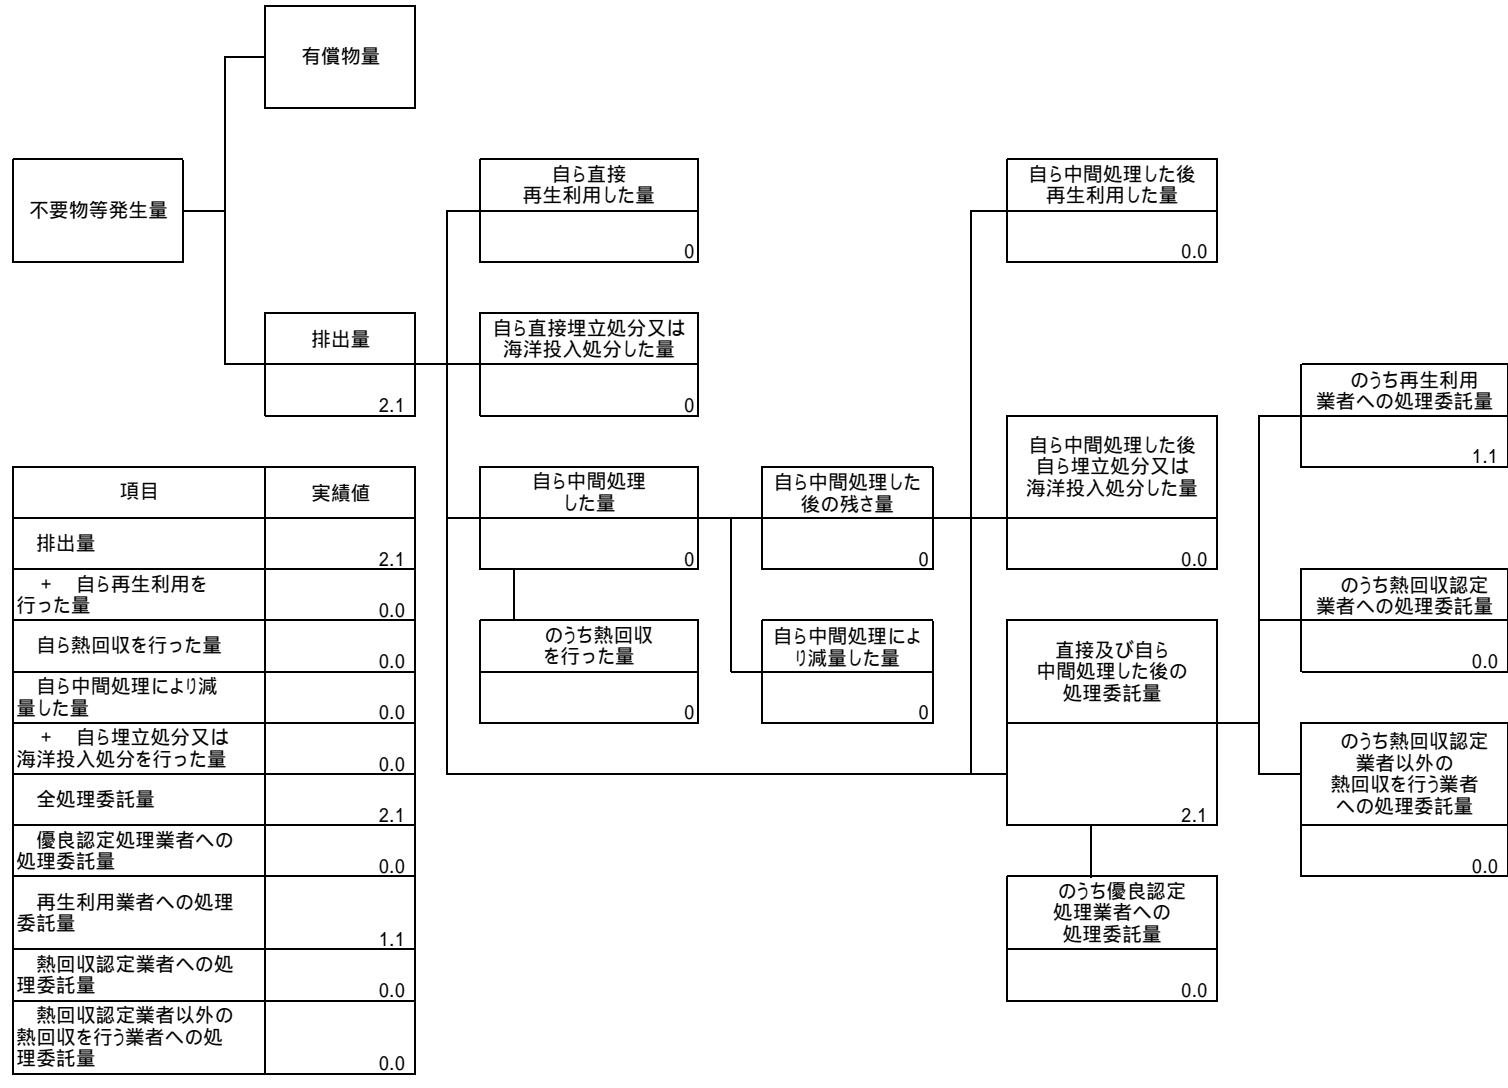 有償物量
不要物等発生量
自ら直接
再生利用した量
0
自ら中間処理した後
再生利用した量
0.0
排出量
2.1
自ら直接埋立処分又は
海洋投入処分した量
0
のうち再生利用
業者への処理委託量
1.1
項目
実績値
排出量
2.1
+ 自ら再生利用を
行った量
0.0
自ら熱回収を行った量
0.0
自ら中間処理により減
量した量
0.0
+ 自ら埋立処分又は
海洋投入処分を行った量
0.0
全処理委託量
2.1
優良認定処理業者への
処理委託量
0.0
再生利用業者への処理
委託量
1.1
熱回収認定業者への処
理委託量
0.0
熱回収認定業者以外の
熱回収を行う業者への処
理委託量
0.0
自ら中間処理
した量
0
自ら中間処理した
後の残さ量
0
自ら中間処理した後
自ら埋立処分又は
海洋投入処分した量
0.0
のうち熱回収
を行った量
0
自ら中間処理によ
り減量した量
0
直接及び自ら
中間処理した後の
処理委託量
2.1
のうち熱回収認定
業者への処理委託量
0.0
のうち熱回収認定
業者以外の
熱回収を行う業者
への処理委託量
0.0
のうち優良認定
処理業者への
処理委託量
0.0